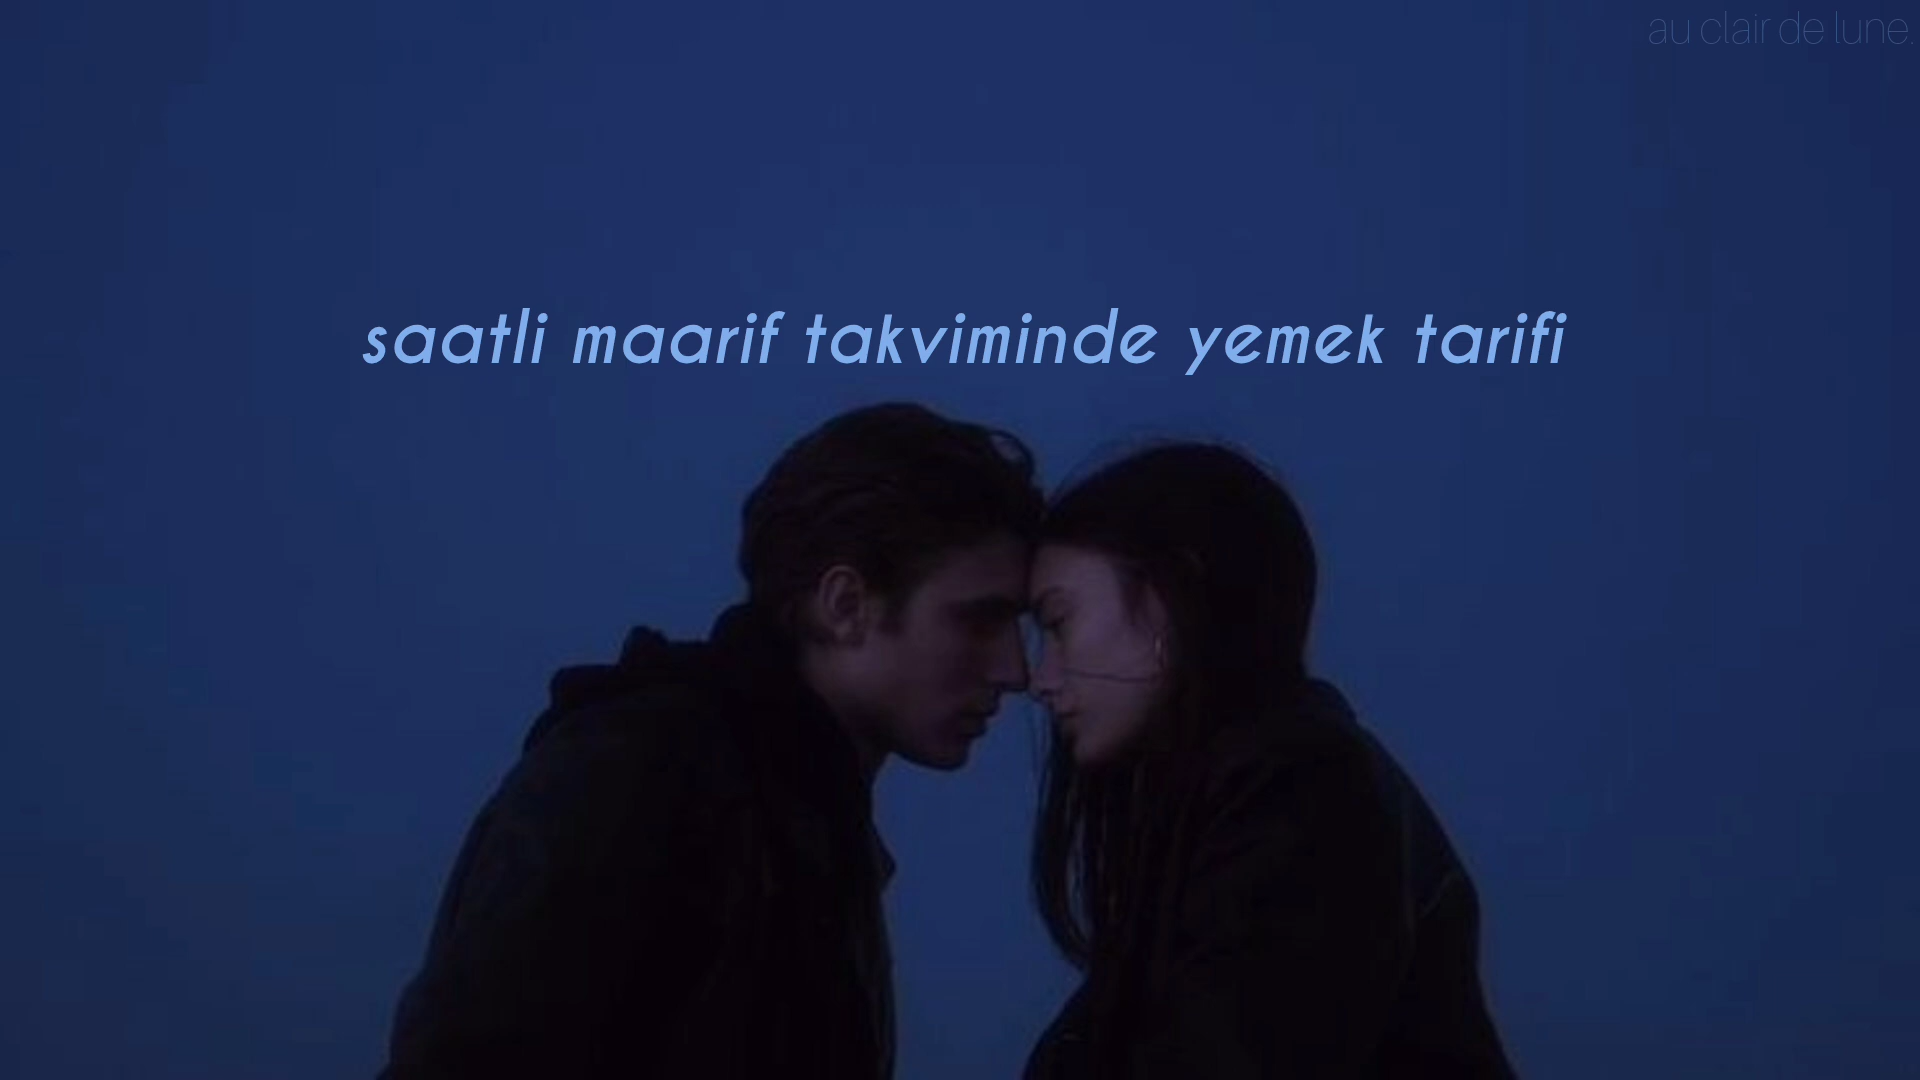 au clair de lune.
saatli maarif takviminde yemek tarifi